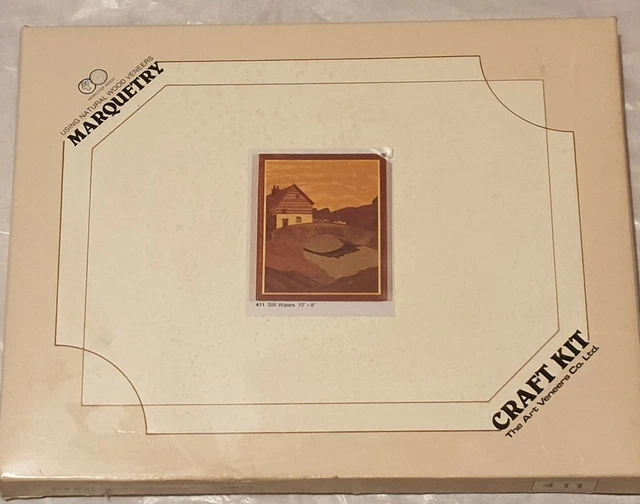 USING NATURAL WOOD VENEERS
MARQUETRY
411 Still Waters 10" x 8"
CRAFT KIT
The Art Veneers Co. Ltd.
411